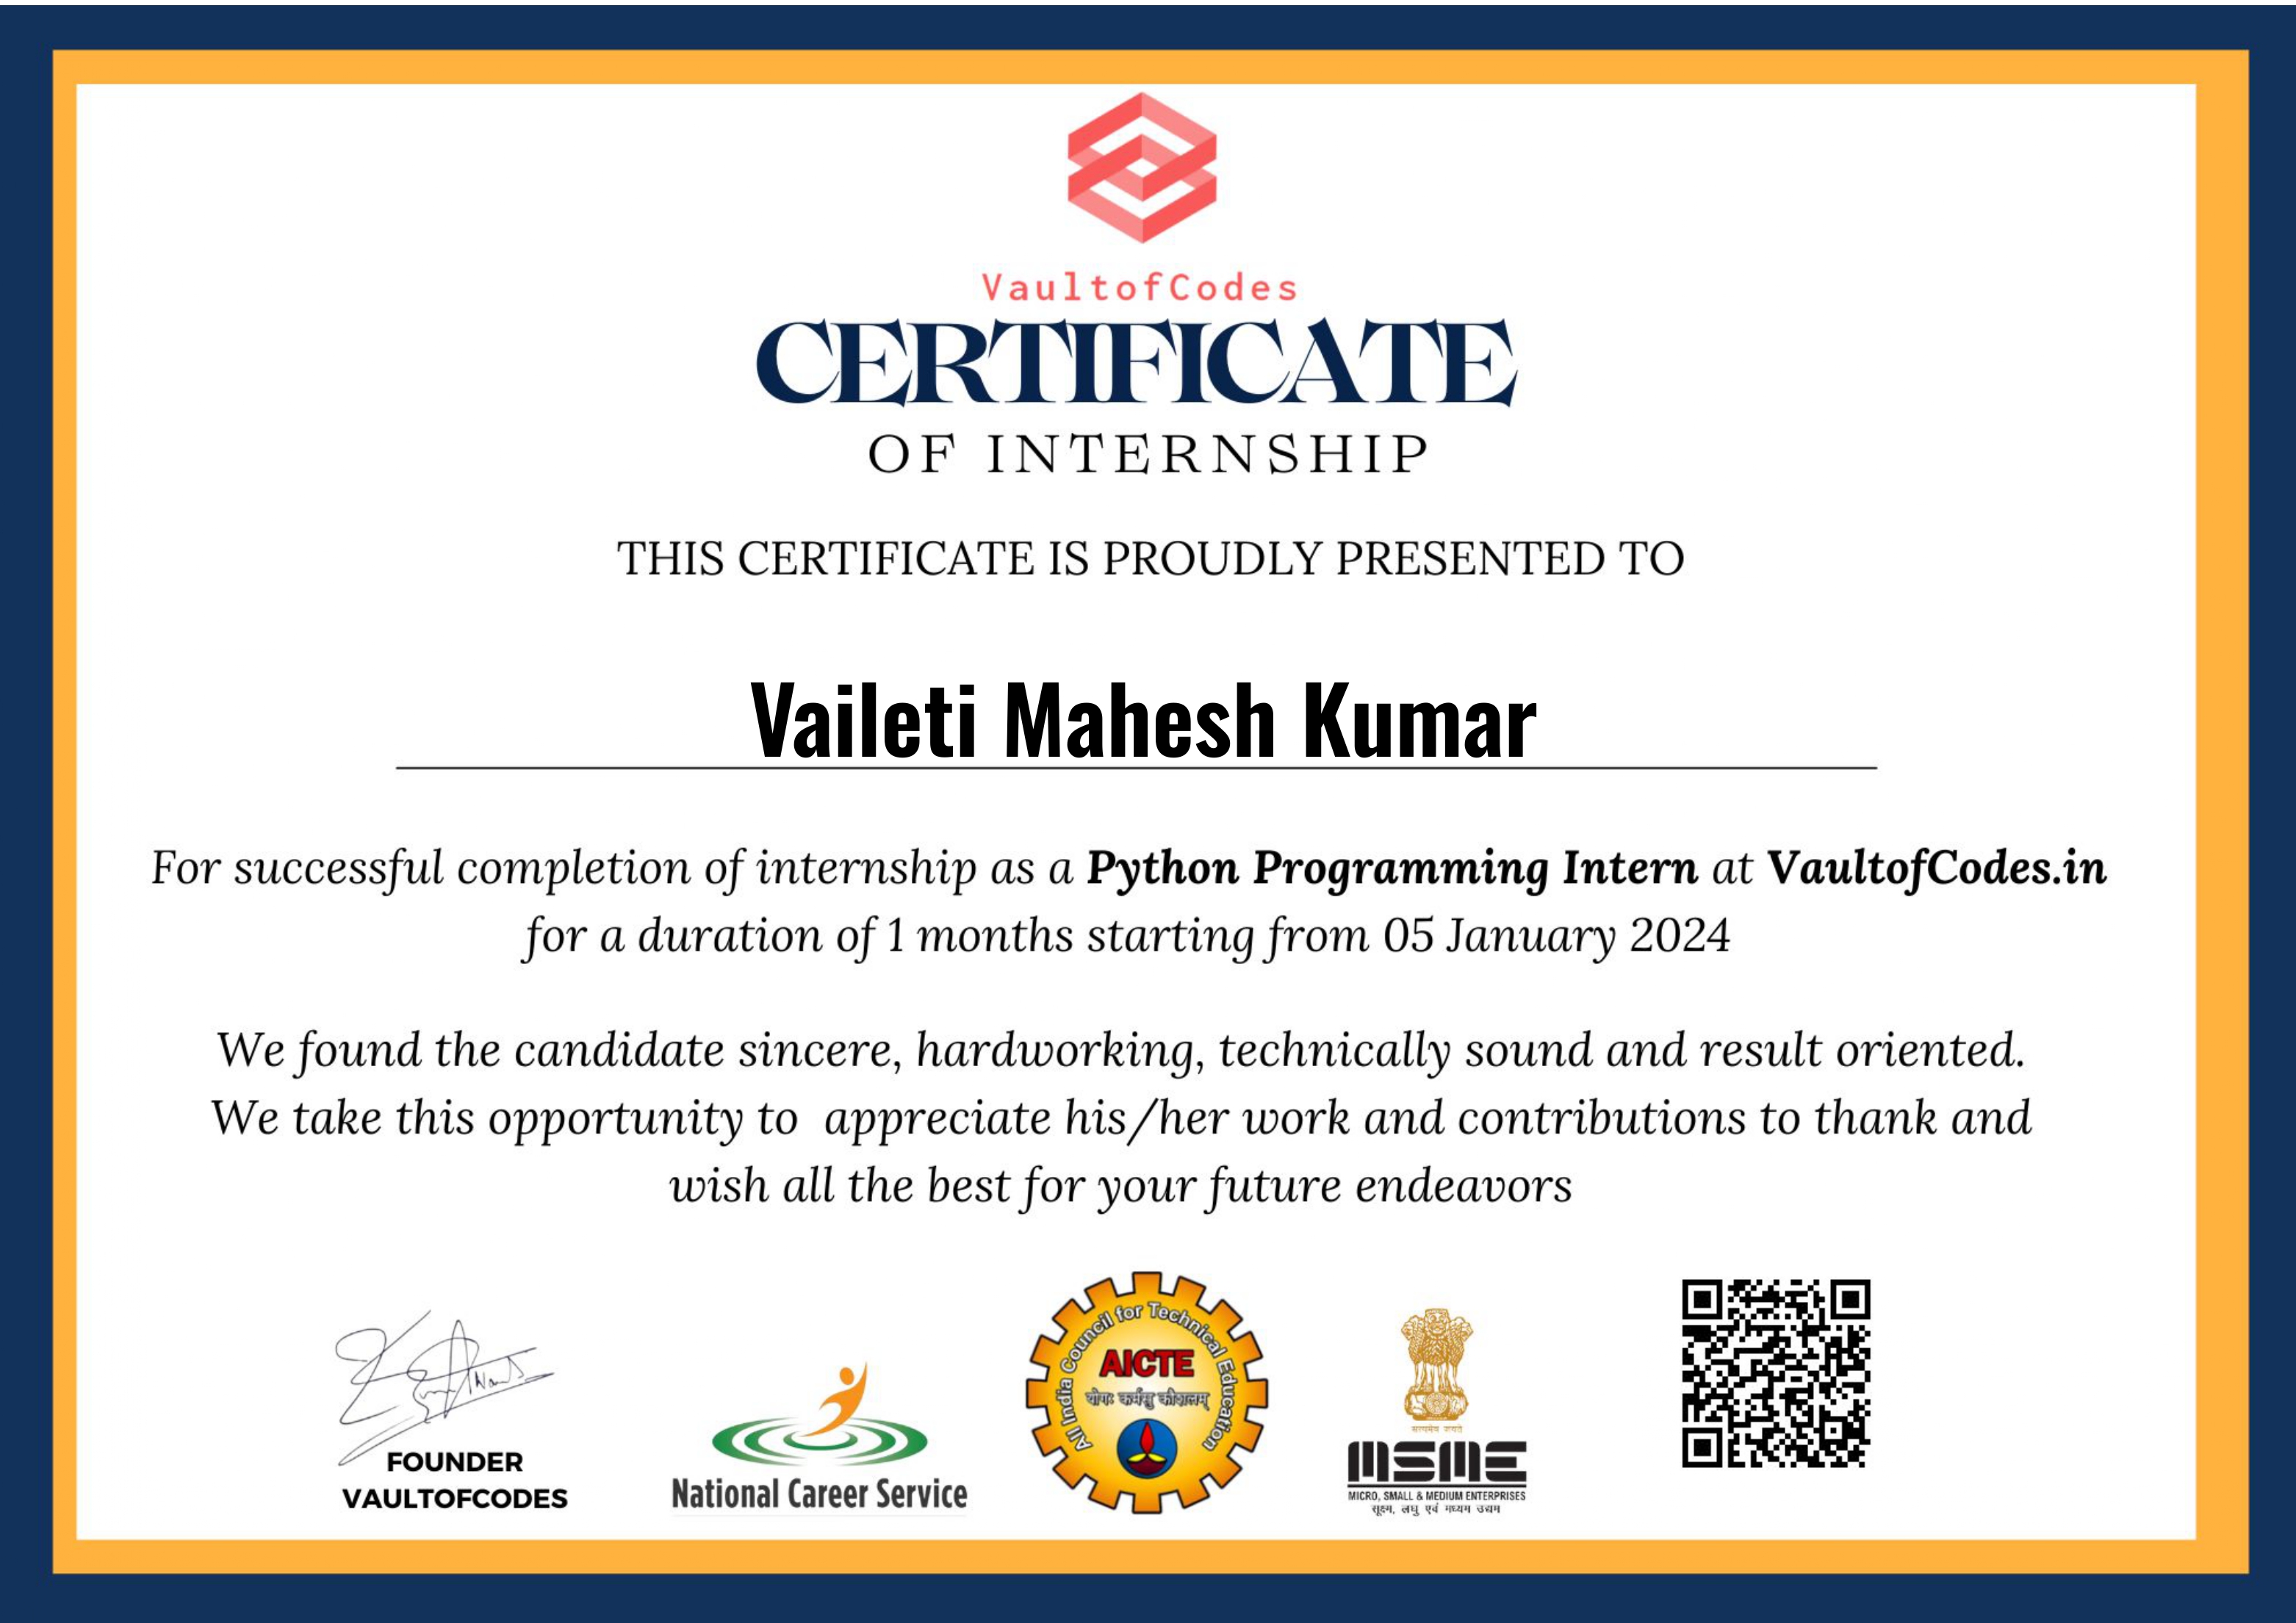 VaultofCodes
CERTIFICATE
OF INTERNSHIP
THIS CERTIFICATE IS PROUDLY PRESENTED TO
Vaileti Mahesh Kumar
For successful completion of internship as a Python Programming Intern at VaultofCodes.in
for a duration of 1 months starting from 05 January 2024
We found the candidate sincere, hardworking, technically sound and result oriented.
We take this opportunity to appreciate his/her work and contributions to thank and
wish all the best for your future endeavors
FOUNDER
VAULTOFCODES
National Career Service
All India Council for Technical Education
AICTE
योगः कर्मसु कौशलम्
सत्यमेव जयते
MSME
MICRO, SMALL & MEDIUM ENTERPRISES
सूक्ष्म, लघु एवं मध्यम उद्यम